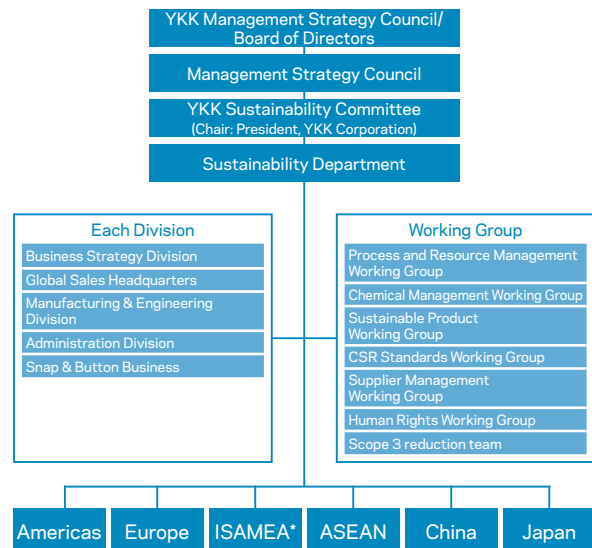 YKK Management Strategy Council/
Board of Directors
Management Strategy Council
YKK Sustainability Committee
(Chair: President, YKK Corporation)
Sustainability Department
Each Division
Business Strategy Division
Global Sales Headquarters
Manufacturing & Engineering
Division
Administration Division
Snap & Button Business
Working Group
Process and Resource Management
Working Group
Chemical Management Working Group
Sustainable Product
Working Group
CSR Standards Working Group
Supplier Management
Working Group
Human Rights Working Group
Scope 3 reduction team
Americas
Europe
ISAMEA*
ASEAN
China
Japan